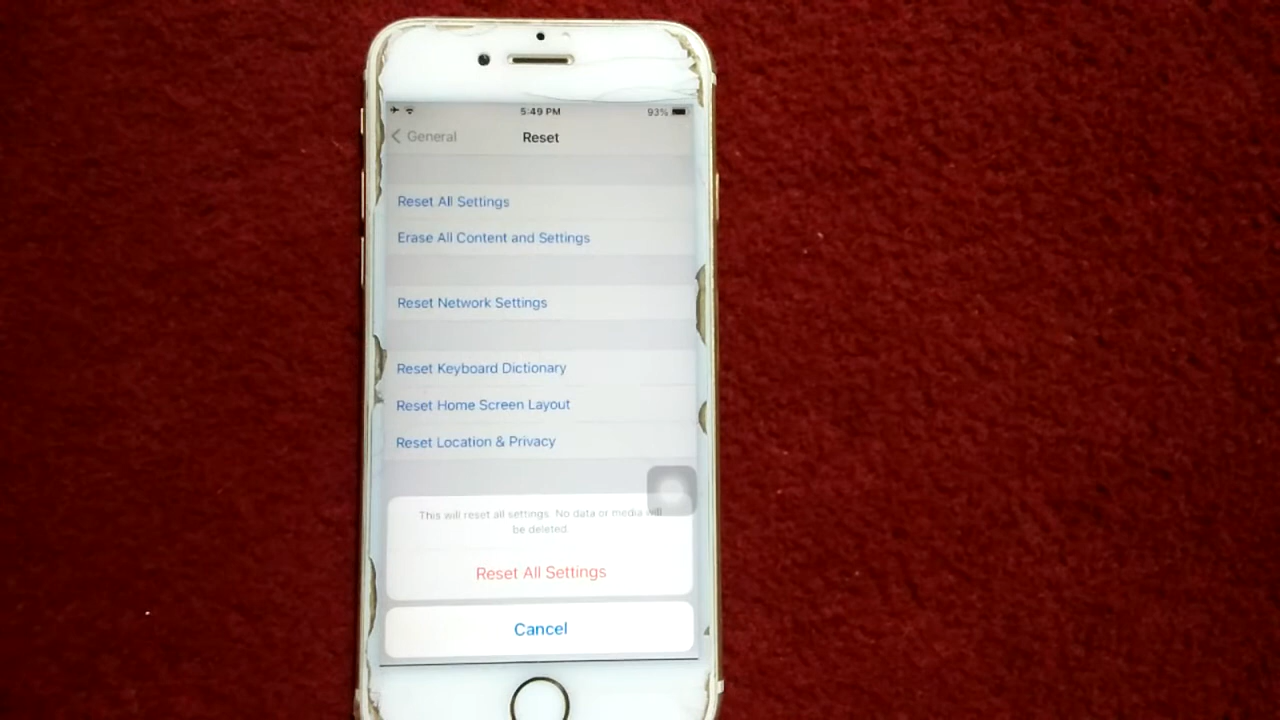 5:49 PM
93%
General
Reset
Reset All Settings
Erase All Content and Settings
Reset Network Settings
Reset Keyboard Dictionary
Reset Home Screen Layout
Reset Location & Privacy
This will reset all settings. No data or media will
be deleted.
Reset All Settings
Cancel